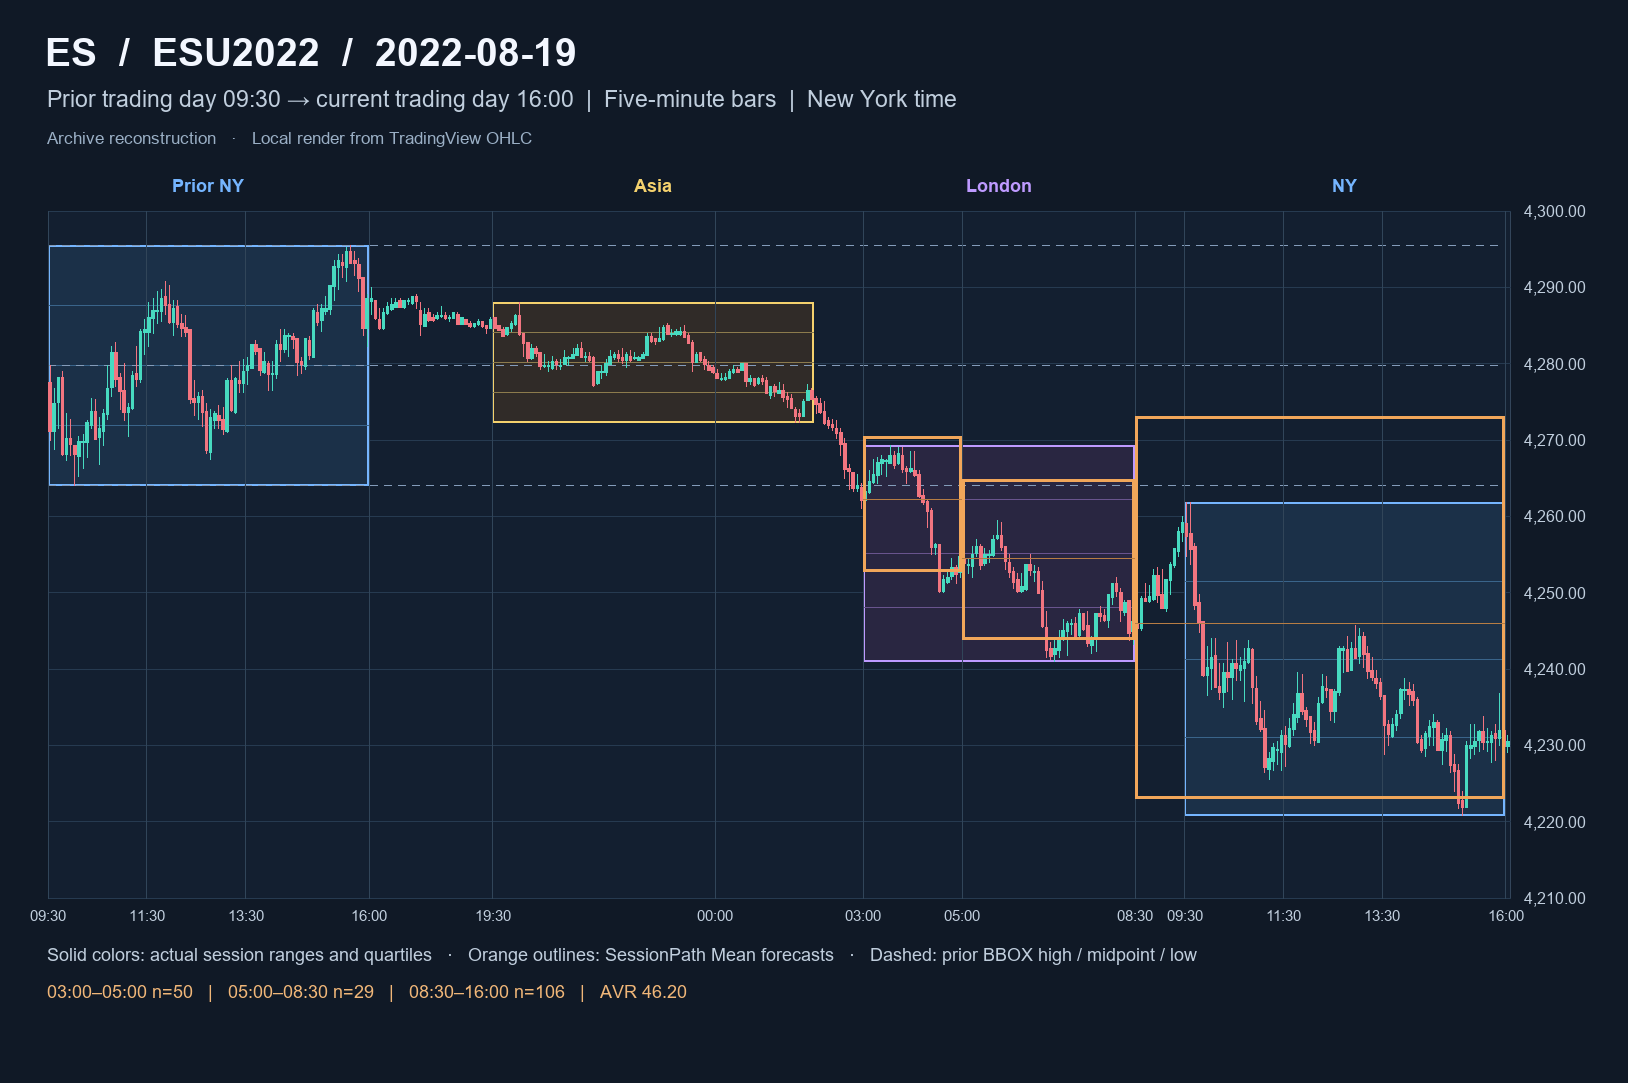 ES / ESU2022 / 2022-08-19
Prior trading day 09:30 → current trading day 16:00 | Five-minute bars | New York time
Archive reconstruction · Local render from TradingView OHLC
Prior NY Asia London NY
4,300.00
4,290.00
4,280.00
4,270.00
4,260.00
4,250.00
4,240.00
4,230.00
4,220.00
4,210.00
09:30 11:30 13:30 16:00 19:30 00:00 03:00 05:00 08:30 09:30 11:30 13:30 16:00
Solid colors: actual session ranges and quartiles · Orange outlines: SessionPath Mean forecasts · Dashed: prior BBOX high / midpoint / low
03:00–05:00 n=50 | 05:00–08:30 n=29 | 08:30–16:00 n=106 | AVR 46.20